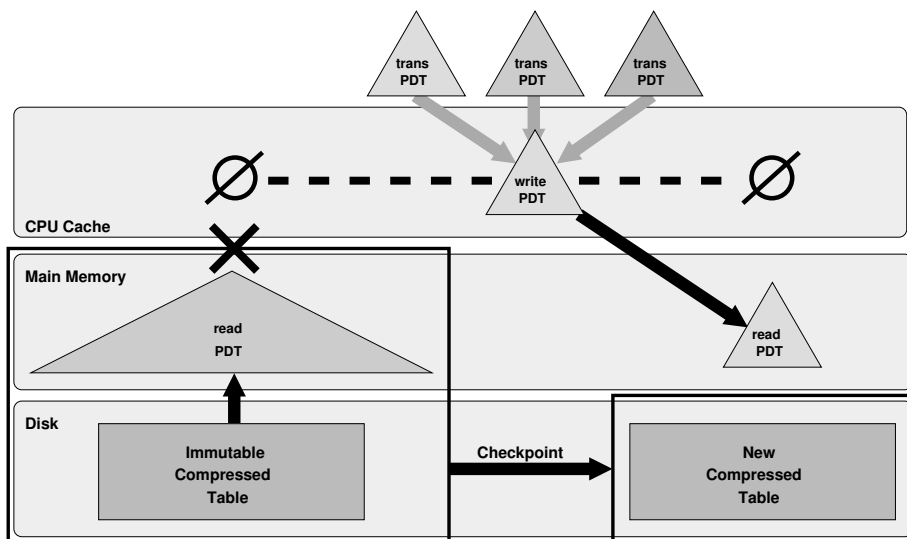 trans
PDT
trans
PDT
trans
PDT
write
PDT
CPU Cache
Main Memory
read
PDT
read
PDT
Disk
Immutable
Compressed
Table
Checkpoint
New
Compressed
Table